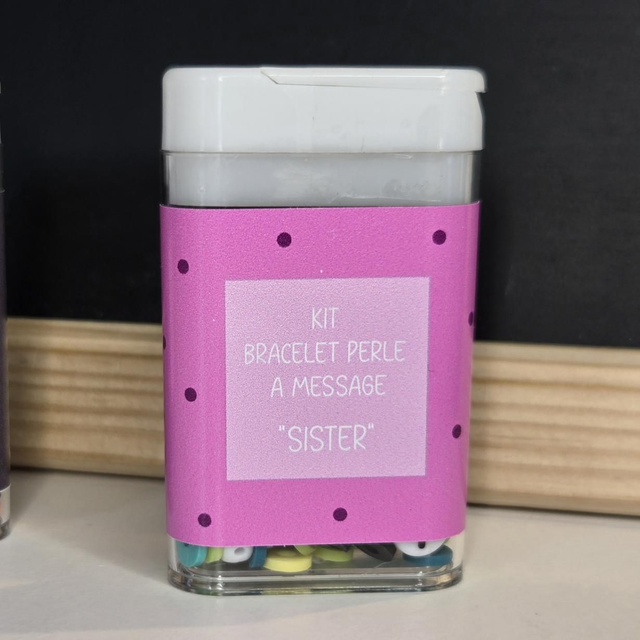 KIT
BRACELET PERLE
A MESSAGE
"SISTER"